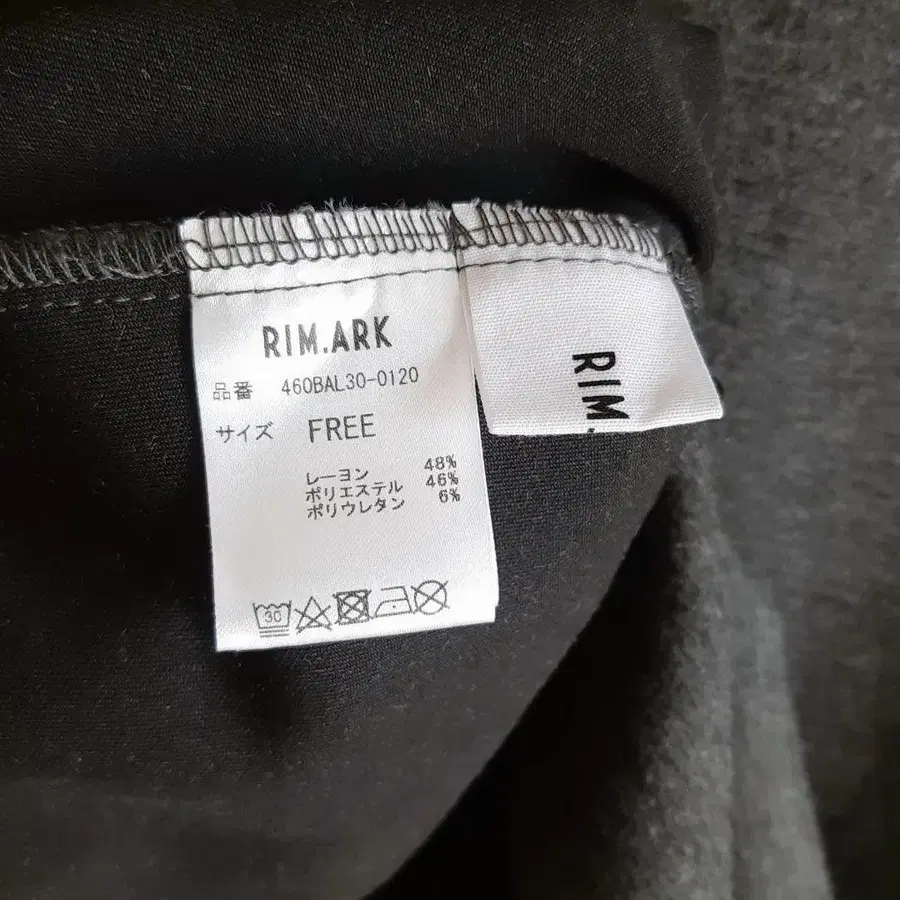 RIM.ARK
品番 460BAL30-0120
サイズ FREE
レーヨン 48%
ポリエステル 46%
ポリウレタン 6%
30
RIM.